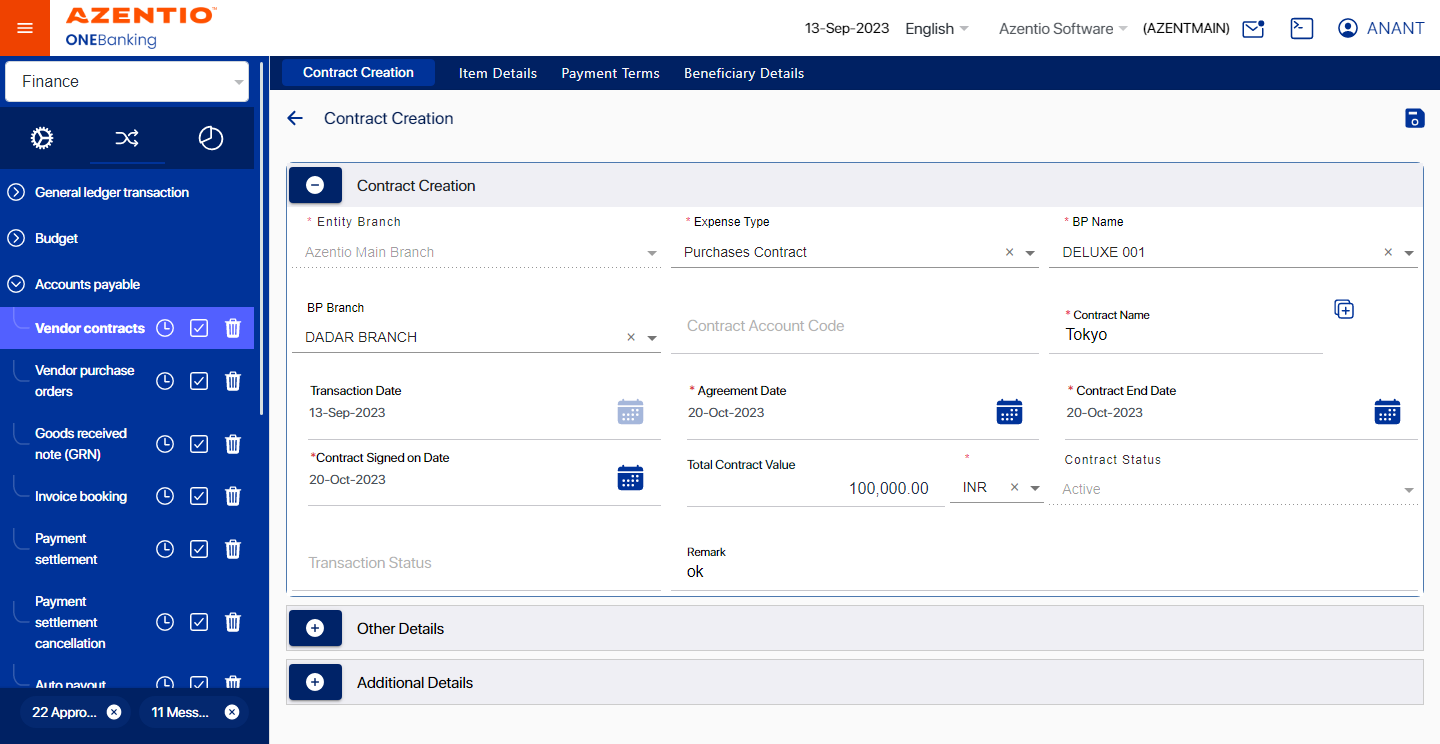 AZENTIO™
ONEBanking
13-Sep-2023 English Azentio Software (AZENTMAIN) ANANT
Finance
General ledger transaction
Budget
Accounts payable
Vendor contracts
Vendor purchase
orders
Goods received
note (GRN)
Invoice booking
Payment
settlement
Payment
settlement
cancellation
Auto payout
22 Appro... 11 Mess...
Contract Creation Item Details Payment Terms Beneficiary Details
Contract Creation
Contract Creation
* Entity Branch * Expense Type * BP Name
Azentio Main Branch Purchases Contract × DELUXE 001 ×
BP Branch
DADAR BRANCH ×
Contract Account Code
* Contract Name
Tokyo
Transaction Date * Agreement Date * Contract End Date
13-Sep-2023 20-Oct-2023 20-Oct-2023
*Contract Signed on Date
20-Oct-2023
Total Contract Value *
100,000.00 INR ×
Contract Status
Active
Transaction Status
Remark
ok
Other Details
Additional Details